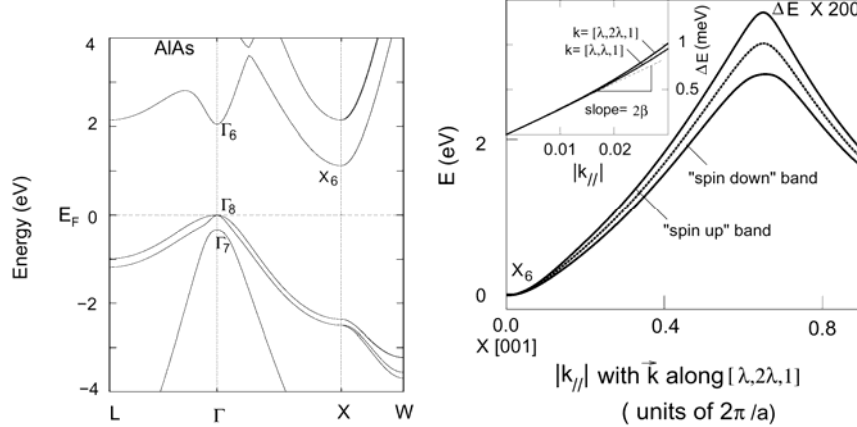 AlAs
Energy (eV)
4
2
E_F
0
−2
−4
Γ6
X6
Γ8
Γ7
L
Γ
X
W
ΔE X 200
E (eV)
2
0
k=[λ,2λ,1]
k=[λ,λ,1]
slope= 2β
1
0.5
ΔE (meV)
0.01
0.02
|k//|
"spin down" band
"spin up" band
X6
0.0
0.4
0.8
X [001]
|k//| with k⃗ along [λ,2λ,1]
( units of 2π /a)